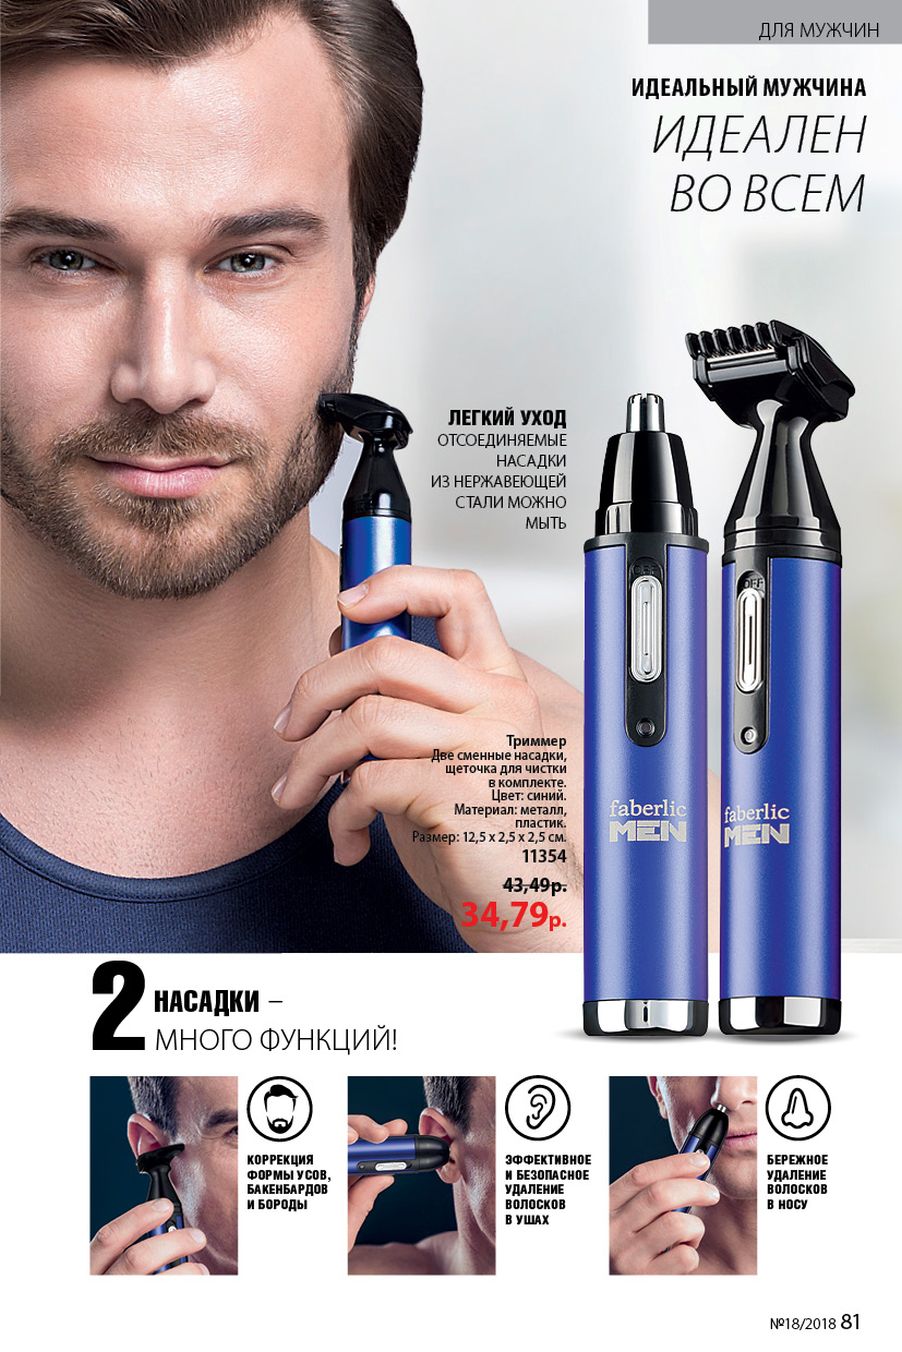 ДЛЯ МУЖЧИН
ИДЕАЛЬНЫЙ МУЖЧИНА
ИДЕАЛЕН
ВО ВСЕМ
ЛЕГКИЙ УХОД
ОТСОЕДИНЯЕМЫЕ
НАСАДКИ
ИЗ НЕРЖАВЕЮЩЕЙ
СТАЛИ МОЖНО
МЫТЬ
OFF
OFF
Триммер
Две сменные насадки,
щеточка для чистки
в комплекте.
Цвет: синий.
Материал: металл,
пластик.
Размер: 12,5 х 2,5 х 2,5 см.
11354
43,49р.
34,79р.
faberlic
MEN
faberlic
MEN
2 НАСАДКИ –
МНОГО ФУНКЦИЙ!
КОРРЕКЦИЯ
ФОРМЫ УСОВ,
БАКЕНБАРДОВ
И БОРОДЫ
ЭФФЕКТИВНОЕ
И БЕЗОПАСНОЕ
УДАЛЕНИЕ
ВОЛОСКОВ
В УШАХ
БЕРЕЖНОЕ
УДАЛЕНИЕ
ВОЛОСКОВ
В НОСУ
№18/2018 81